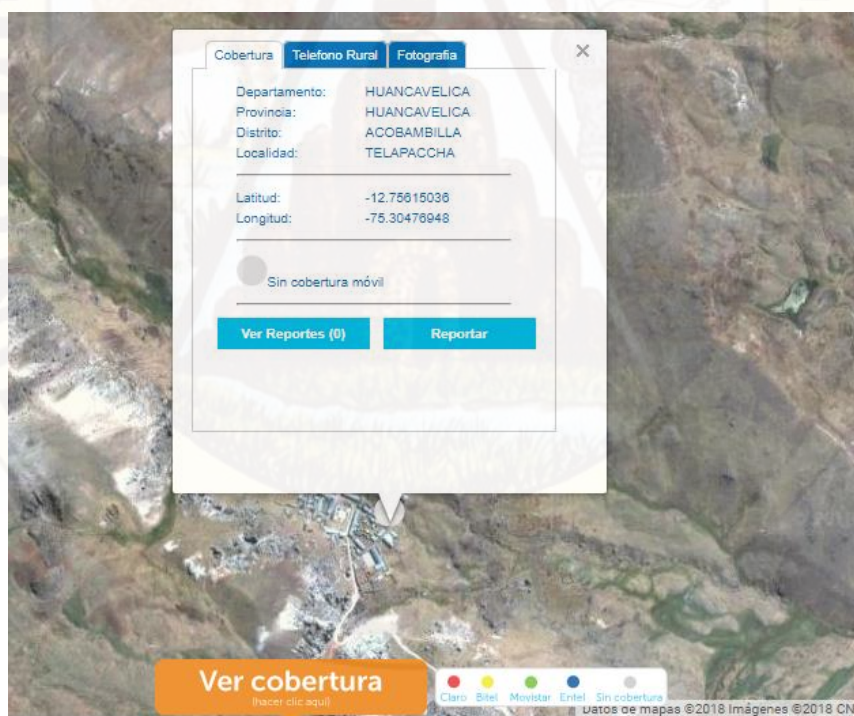 Cobertura Telefono Rural Fotografia ×
Departamento: HUANCAVELICA
Provincia: HUANCAVELICA
Distrito: ACOBAMBILLA
Localidad: TELAPACCHA
Latitud: -12.75615036
Longitud: -75.30476948
Sin cobertura móvil
Ver Reportes (0) Reportar
Ver cobertura
(hacer clic aquí)
Claro Bitel Movistar Entel Sin cobertura
Datos de mapas ©2018 Imágenes ©2018 CN